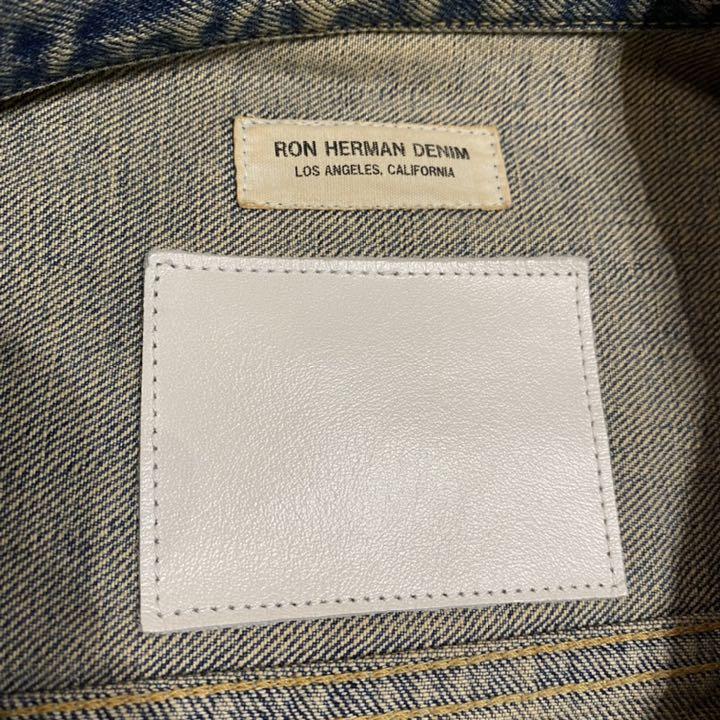 RON HERMAN DENIM
LOS ANGELES, CALIFORNIA